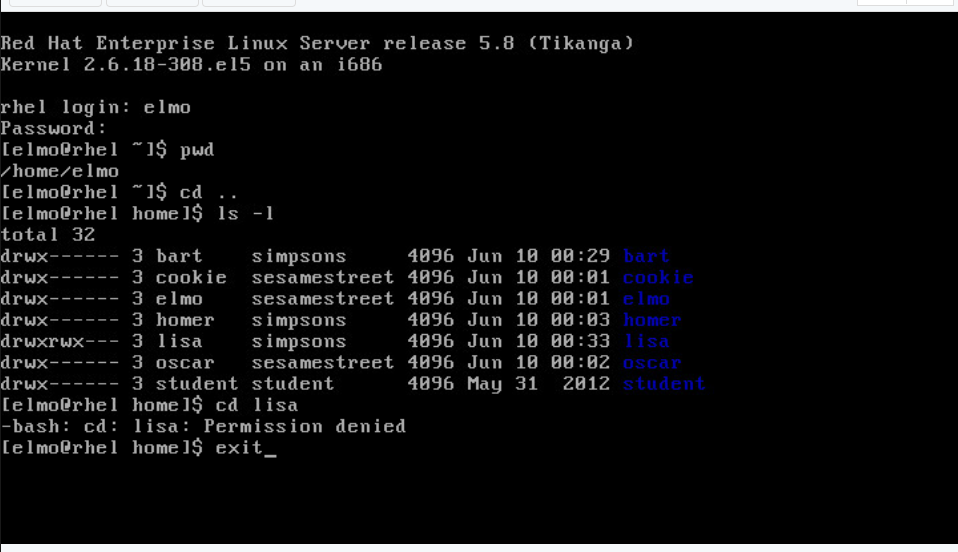 Red Hat Enterprise Linux Server release 5.8 (Tikanga)
Kernel 2.6.18-308.el5 on an i686
rhel login: elmo
Password:
[elmo@rhel ~]$ pwd
/home/elmo
[elmo@rhel ~]$ cd ..
[elmo@rhel home]$ ls -l
total 32
drwx------ 3 bart    simpsons     4096 Jun 10 00:29 bart
drwx------ 3 cookie  sesamestreet 4096 Jun 10 00:01 cookie
drwx------ 3 elmo    sesamestreet 4096 Jun 10 00:01 elmo
drwx------ 3 homer   simpsons     4096 Jun 10 00:03 homer
drwxrwx--- 3 lisa    simpsons     4096 Jun 10 00:33 lisa
drwx------ 3 oscar   sesamestreet 4096 Jun 10 00:02 oscar
drwx------ 3 student student      4096 May 31  2012 student
[elmo@rhel home]$ cd lisa
-bash: cd: lisa: Permission denied
[elmo@rhel home]$ exit_